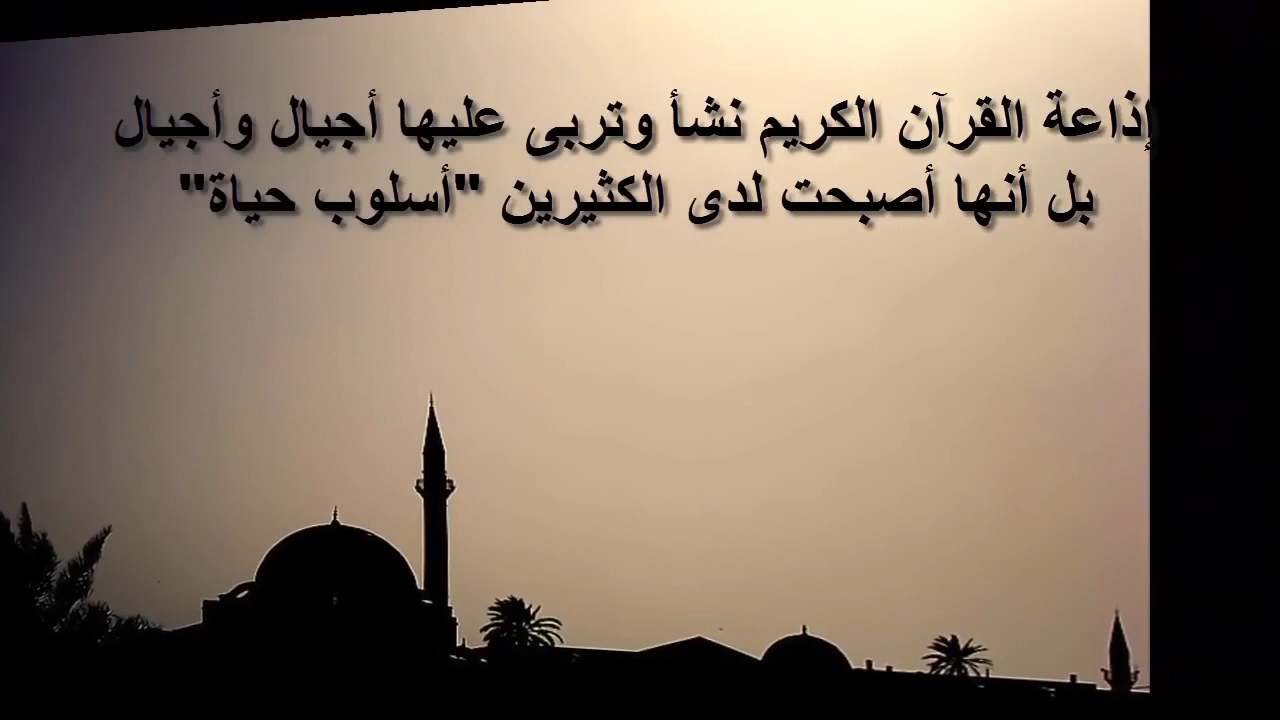 إذاعة القرآن الكريم نشأ وتربى عليها أجيال وأجيال
بل أنها أصبحت لدى الكثيرين "أسلوب حياة"